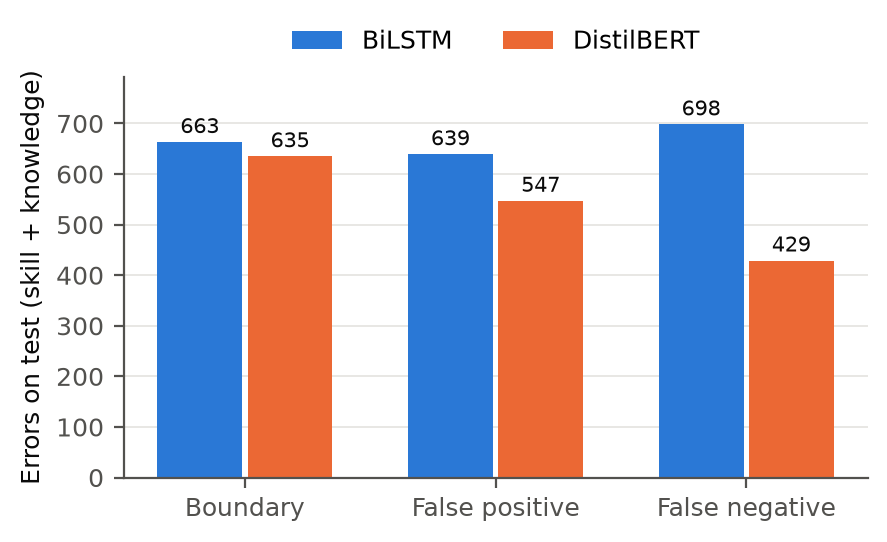 BiLSTM DistilBERT
Errors on test (skill + knowledge)
700
600
500
400
300
200
100
0
663 635 639 547 698 429
Boundary False positive False negative